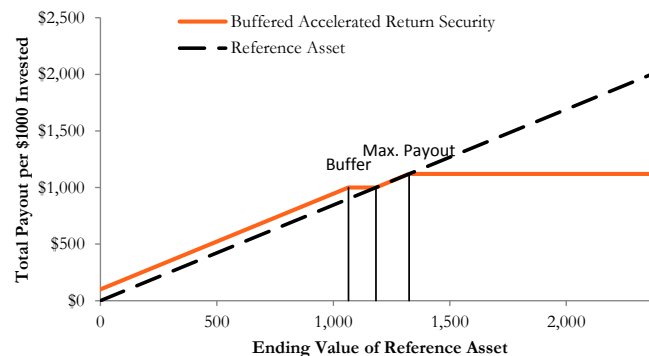 $2,500
Buffered Accelerated Return Security
Reference Asset
$2,000
$1,500
Max. Payout
Buffer
$1,000
$500
$0
0
500
1,000
1,500
2,000
Total Payout per $1000 Invested
Ending Value of Reference Asset